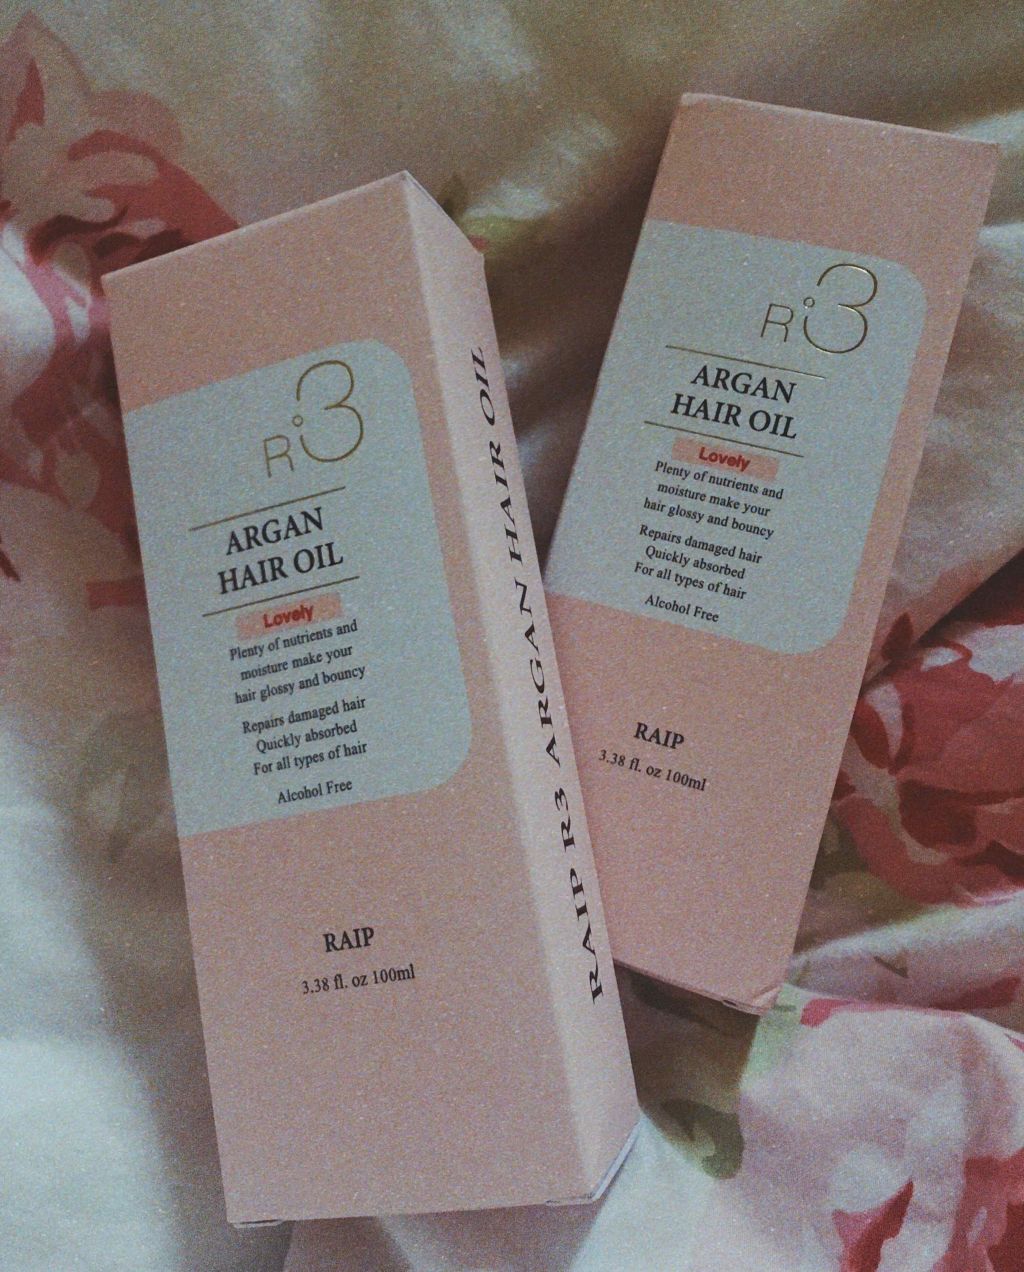 R3
ARGAN
HAIR OIL
Lovely
Plenty of nutrients and
moisture make your
hair glossy and bouncy
Repairs damaged hair
Quickly absorbed
For all types of hair
Alcohol Free
RAIP
3.38 fl. oz 100ml
RAIP R3 ARGAN HAIR OIL
R3
ARGAN
HAIR OIL
Lovely
Plenty of nutrients and
moisture make your
hair glossy and bouncy
Repairs damaged hair
Quickly absorbed
For all types of hair
Alcohol Free
RAIP
3.38 fl. oz 100ml